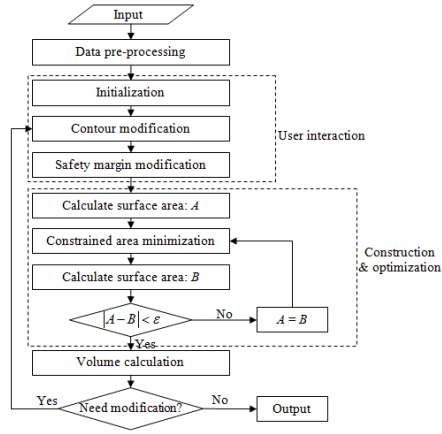 Input
Data pre-processing
Initialization
Contour modification
User interaction
Safety margin modification
Calculate surface area: A
Constrained area minimization
Construction
& optimization
Calculate surface area: B
|A − B| < ε
No
A = B
Yes
Volume calculation
Yes
Need modification?
No
Output